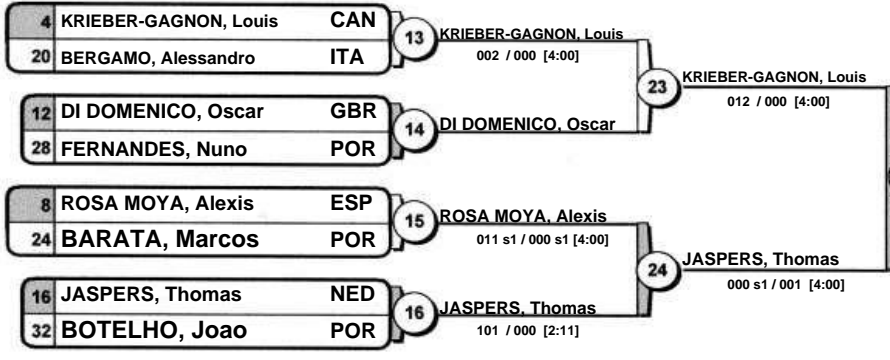 4 KRIEBER-GAGNON, Louis CAN
20 BERGAMO, Alessandro ITA
13
KRIEBER-GAGNON, Louis
002 / 000 [4:00]
12 DI DOMENICO, Oscar GBR
28 FERNANDES, Nuno POR
14
DI DOMENICO, Oscar
23
KRIEBER-GAGNON, Louis
012 / 000 [4:00]
8 ROSA MOYA, Alexis ESP
24 BARATA, Marcos POR
15
ROSA MOYA, Alexis
011 s1 / 000 s1 [4:00]
16 JASPERS, Thomas NED
32 BOTELHO, Joao POR
16
JASPERS, Thomas
101 / 000 [2:11]
24
JASPERS, Thomas
000 s1 / 001 [4:00]